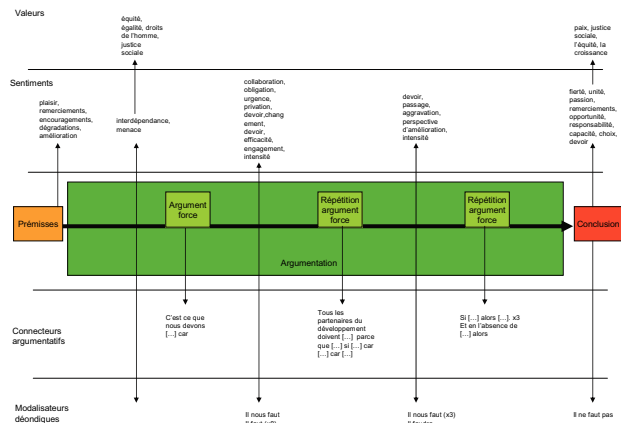 Valeurs
équité,
égalité, droits
de l'homme,
justice
sociale
paix, justice
sociale,
l'équité, la
croissance
Sentiments
plaisir,
remerciements,
encouragements,
dégradations,
amélioration
interdépendance,
menace
collaboration,
obligation,
urgence,
privation,
devoir,chang
ement,
devoir,
efficacité,
engagement,
intensité
devoir,
passage,
aggravation,
perspective
d'amélioration,
intensité
fierté, unité,
passion,
remerciements,
opportunité,
responsabilité,
capacité, choix,
devoir
Prémisses
Argument
force
Répétition
argument
force
Répétition
argument
force
Conclusion
Argumentation
Connecteurs
argumentatifs
C'est ce que
nous devons
[…] car
Tous les
partenaires du
développement
doivent […] parce
que […] si […] car
[…] car […]
Si […] alors […]. x3
Et en l'absence de
[…] alors
Modalisateurs
déontiques
Il nous faut
Il nous faut (x3)
Il ne faut pas